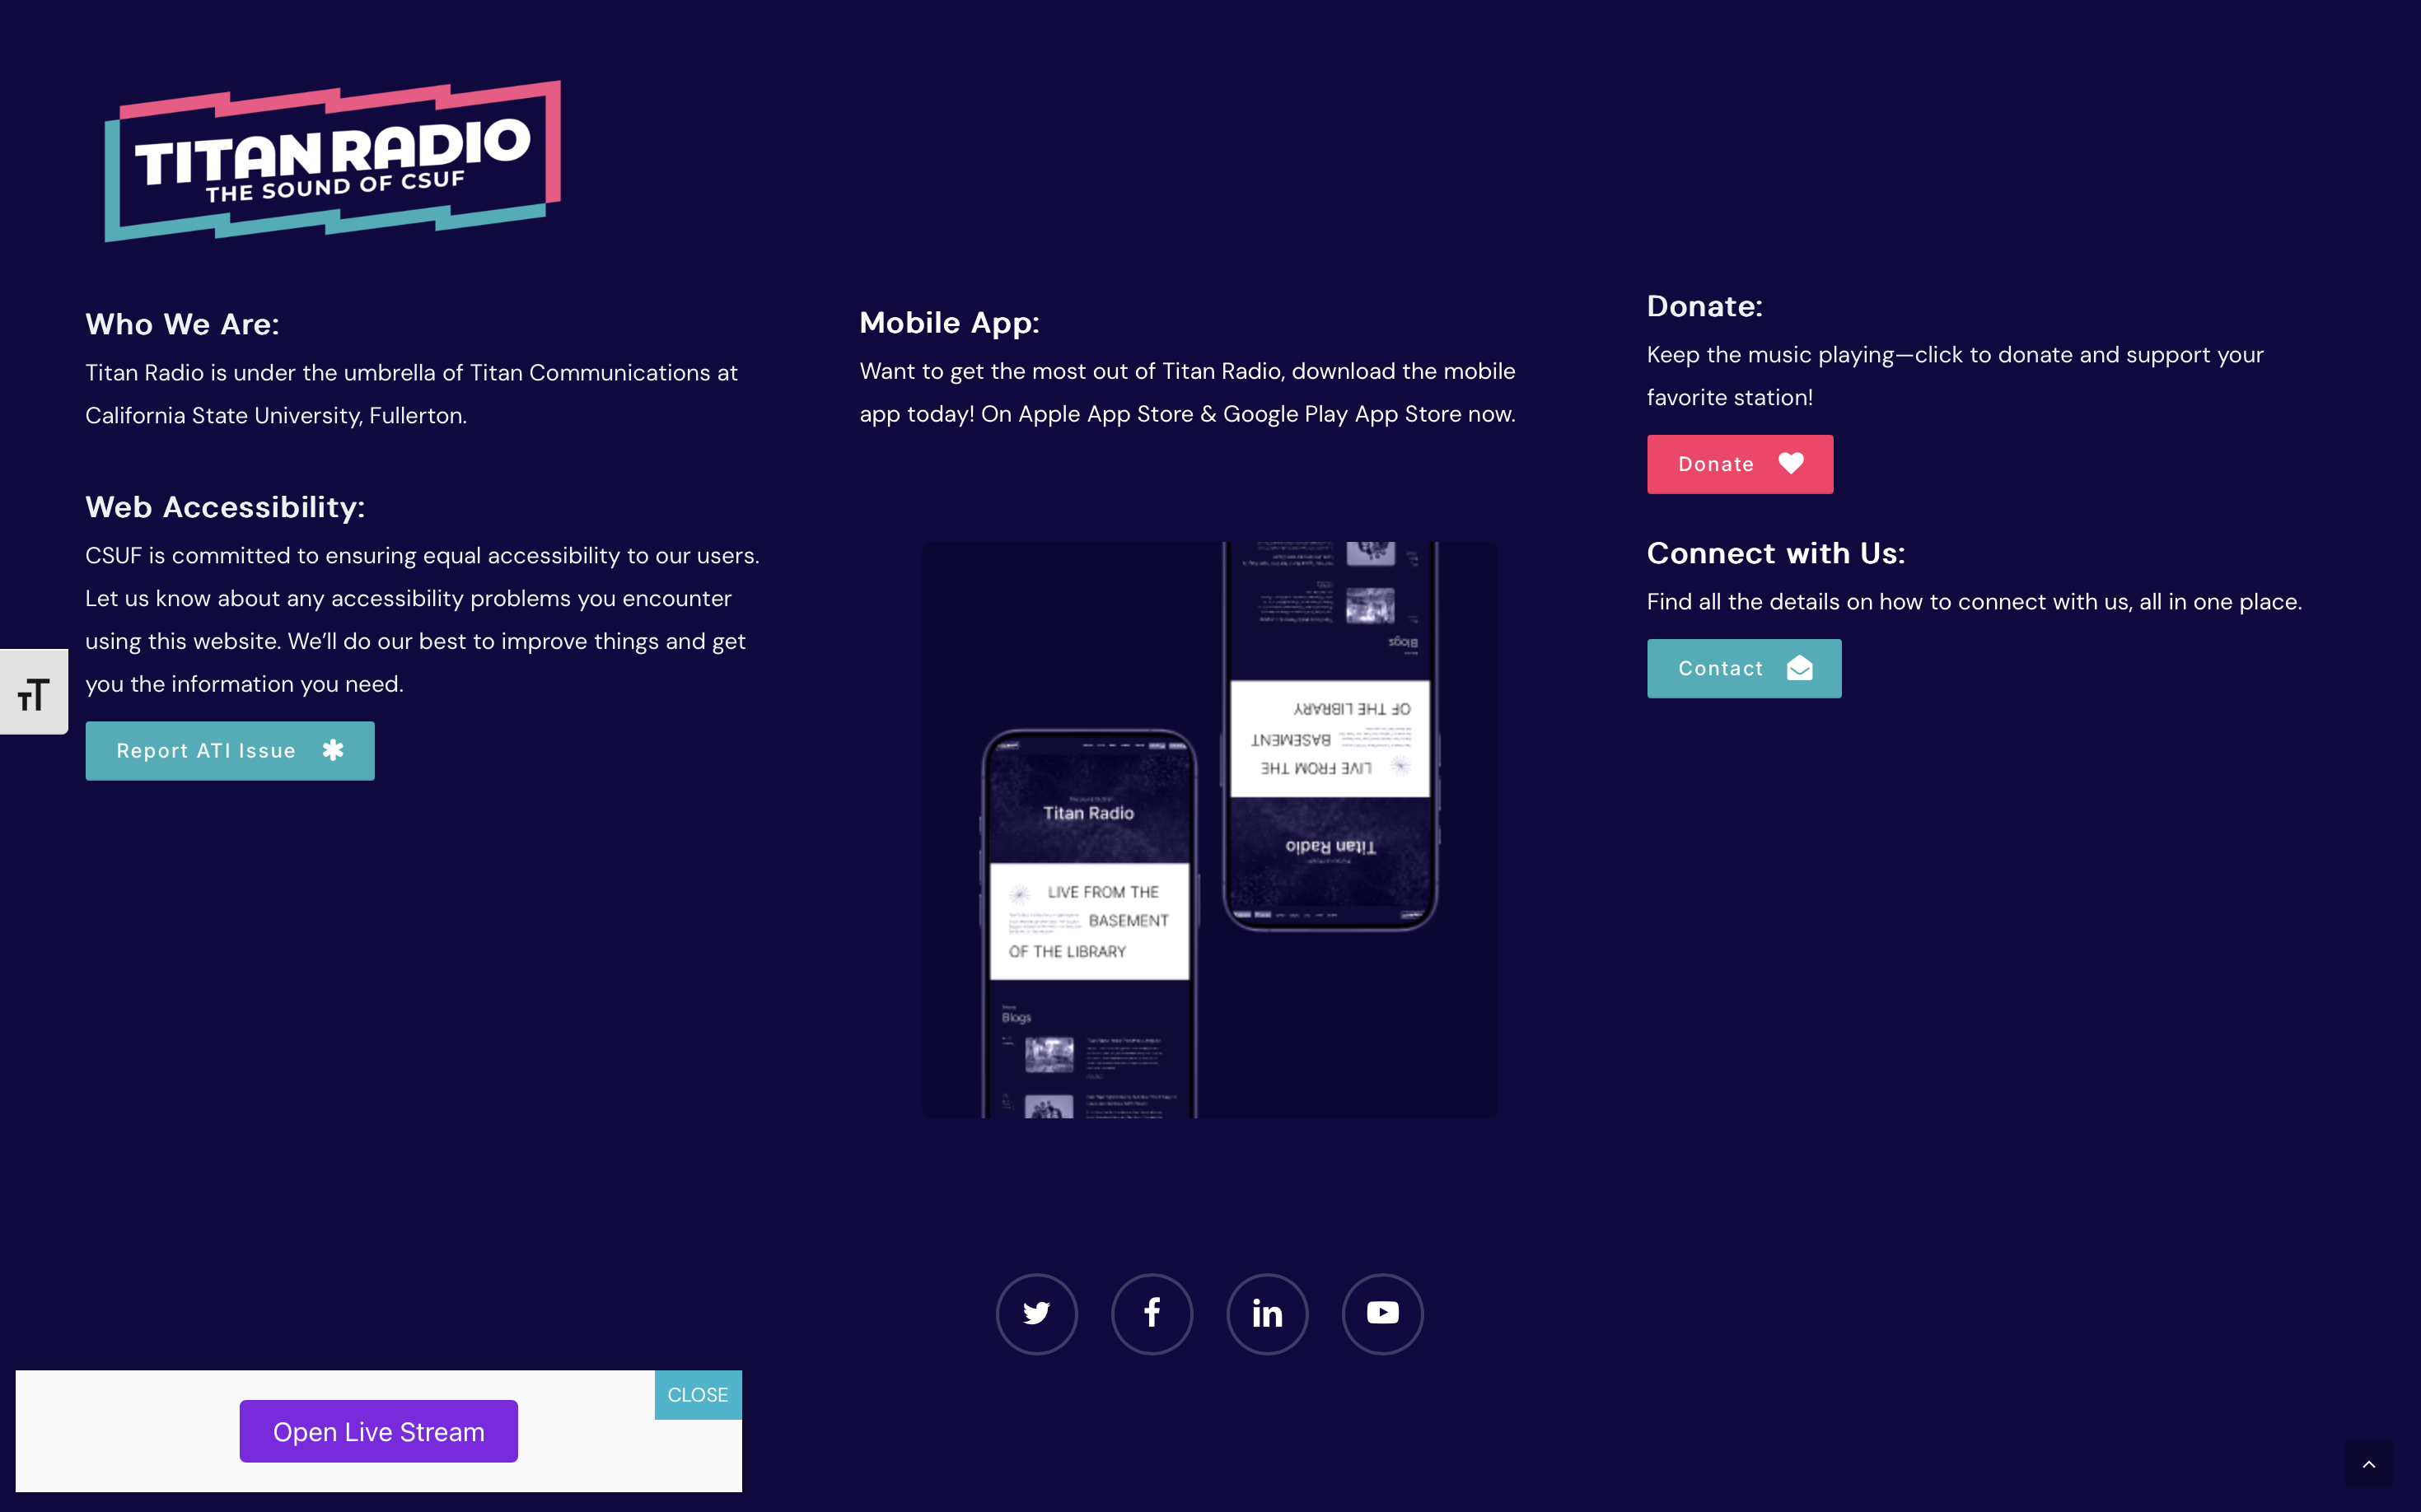 TITAN RADIO
THE SOUND OF CSUF
Who We Are:
Titan Radio is under the umbrella of Titan Communications at
California State University, Fullerton.
Web Accessibility:
CSUF is committed to ensuring equal accessibility to our users.
Let us know about any accessibility problems you encounter
using this website. We’ll do our best to improve things and get
you the information you need.
Report ATI Issue
Mobile App:
Want to get the most out of Titan Radio, download the mobile
app today! On Apple App Store & Google Play App Store now.
Blogs
OF THE LIBRARY
BASEMENT
LIVE FROM THE
Titan Radio
Titan Radio
LIVE FROM THE
BASEMENT
OF THE LIBRARY
Blogs
Donate:
Keep the music playing—click to donate and support your
favorite station!
Donate
Connect with Us:
Find all the details on how to connect with us, all in one place.
Contact
CLOSE
Open Live Stream